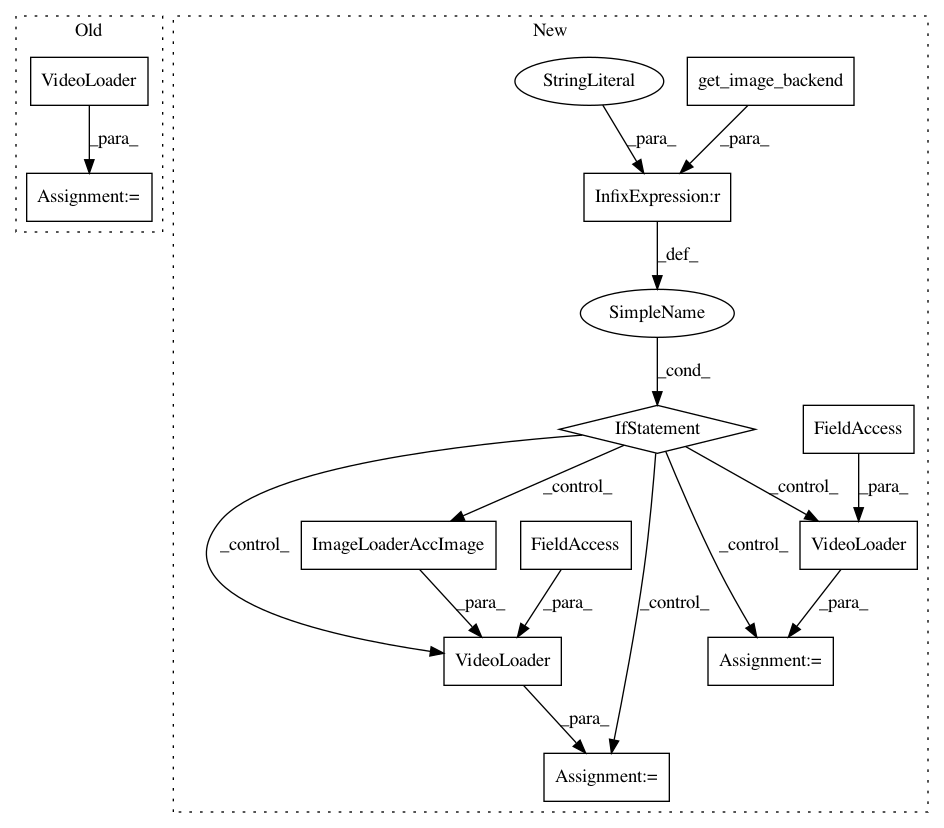 Old
New
VideoLoader
StringLiteral
get_image_backend
_para_
_para_
_para_
Assignment:=
InfixExpression:r
_def_
SimpleName
_cond_
IfStatement
FieldAccess
_control_
_control_
_para_
_control_
ImageLoaderAccImage
FieldAccess
_control_
VideoLoader
_para_
_para_
_control_
_para_
VideoLoader
Assignment:=
_para_
Assignment:=